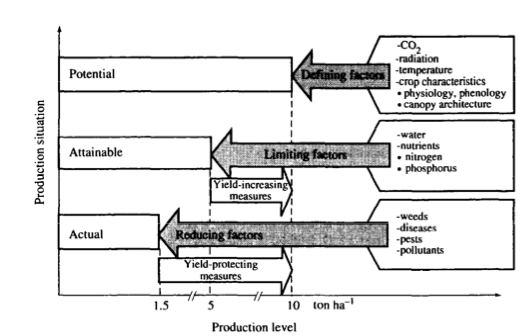 Production situation
Potential
Defining factors
-CO2
-radiation
-temperature
-crop characteristics
• physiology, phenology
• canopy architecture
Attainable
Limiting factors
-water
-nutrients
• nitrogen
• phosphorus
Yield-increasing
measures
Actual
Reducing factors
-weeds
-diseases
-pests
-pollutants
Yield-protecting
measures
1.5 5 10 ton ha⁻¹
Production level